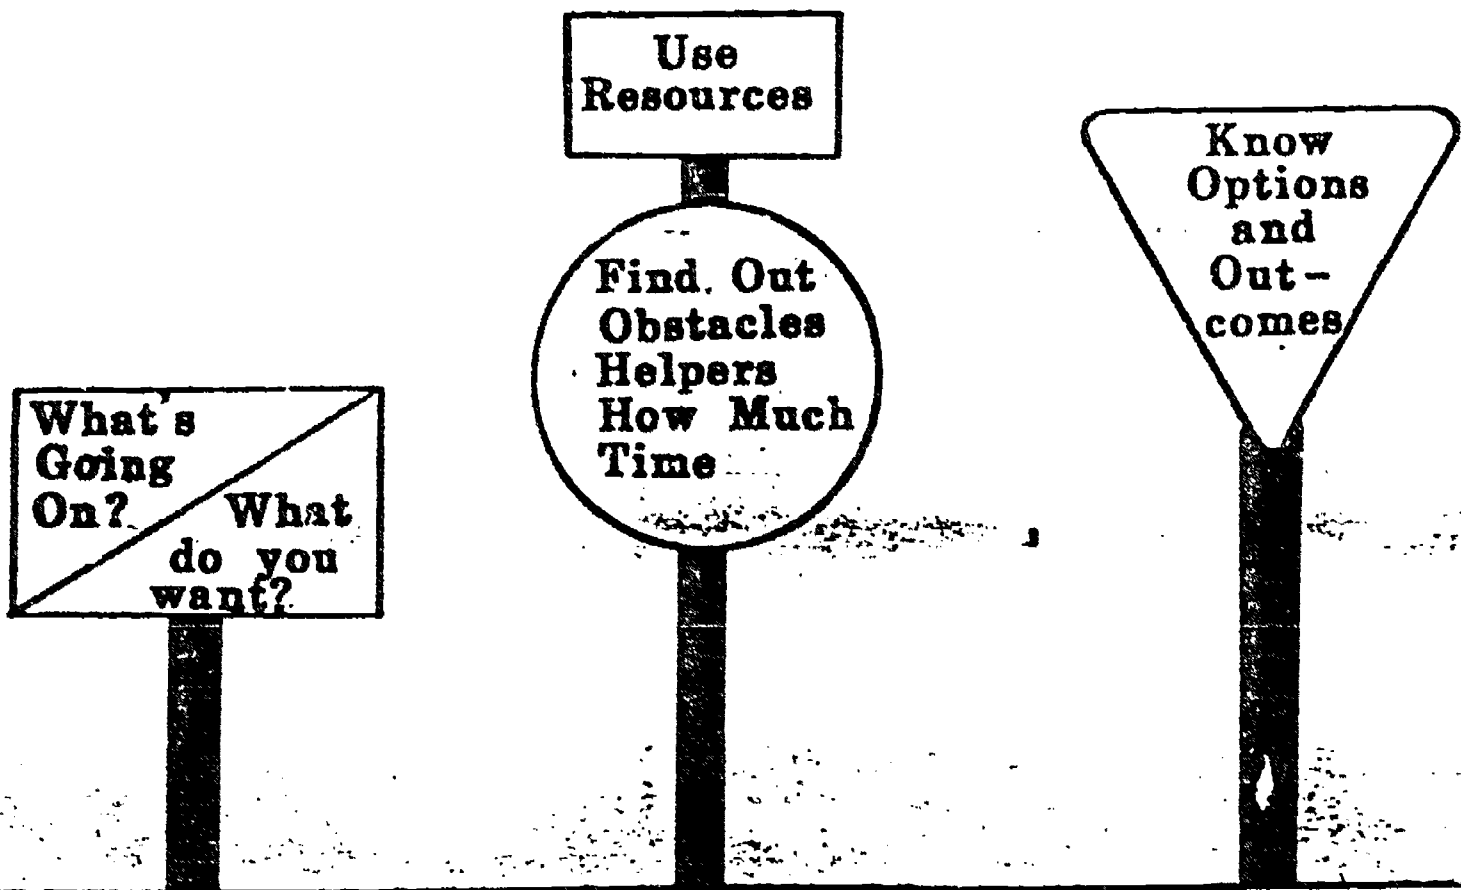 What's
Going
On?
What
do you
want?
Use
Resources
Find Out
Obstacles
Helpers
How Much
Time
Know
Options
and
Out-
comes